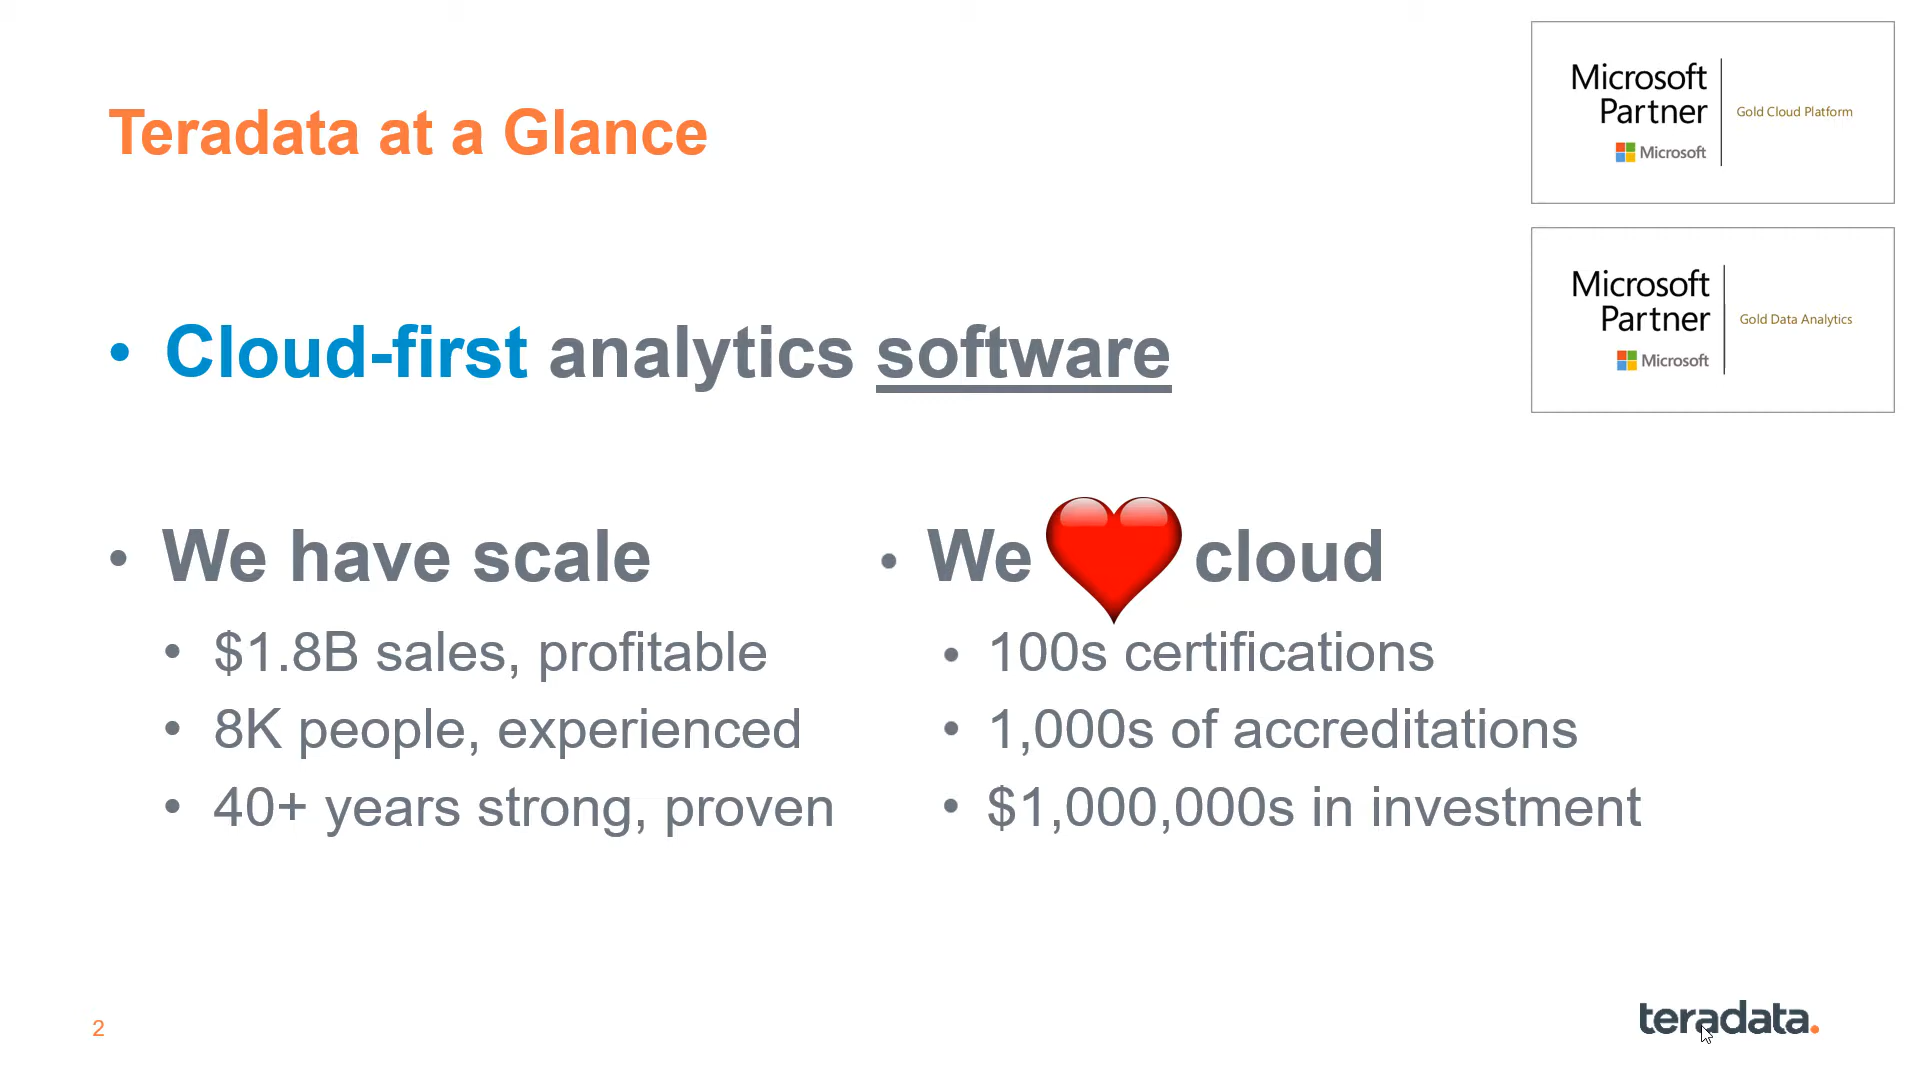 Teradata at a Glance
Microsoft
Partner
Gold Cloud Platform
Microsoft
Microsoft
Partner
Gold Data Analytics
Microsoft
• Cloud-first analytics software
• We have scale
• $1.8B sales, profitable
• 8K people, experienced
• 40+ years strong, proven
• We ❤ cloud
• 100s certifications
• 1,000s of accreditations
• $1,000,000s in investment
2
teradata.